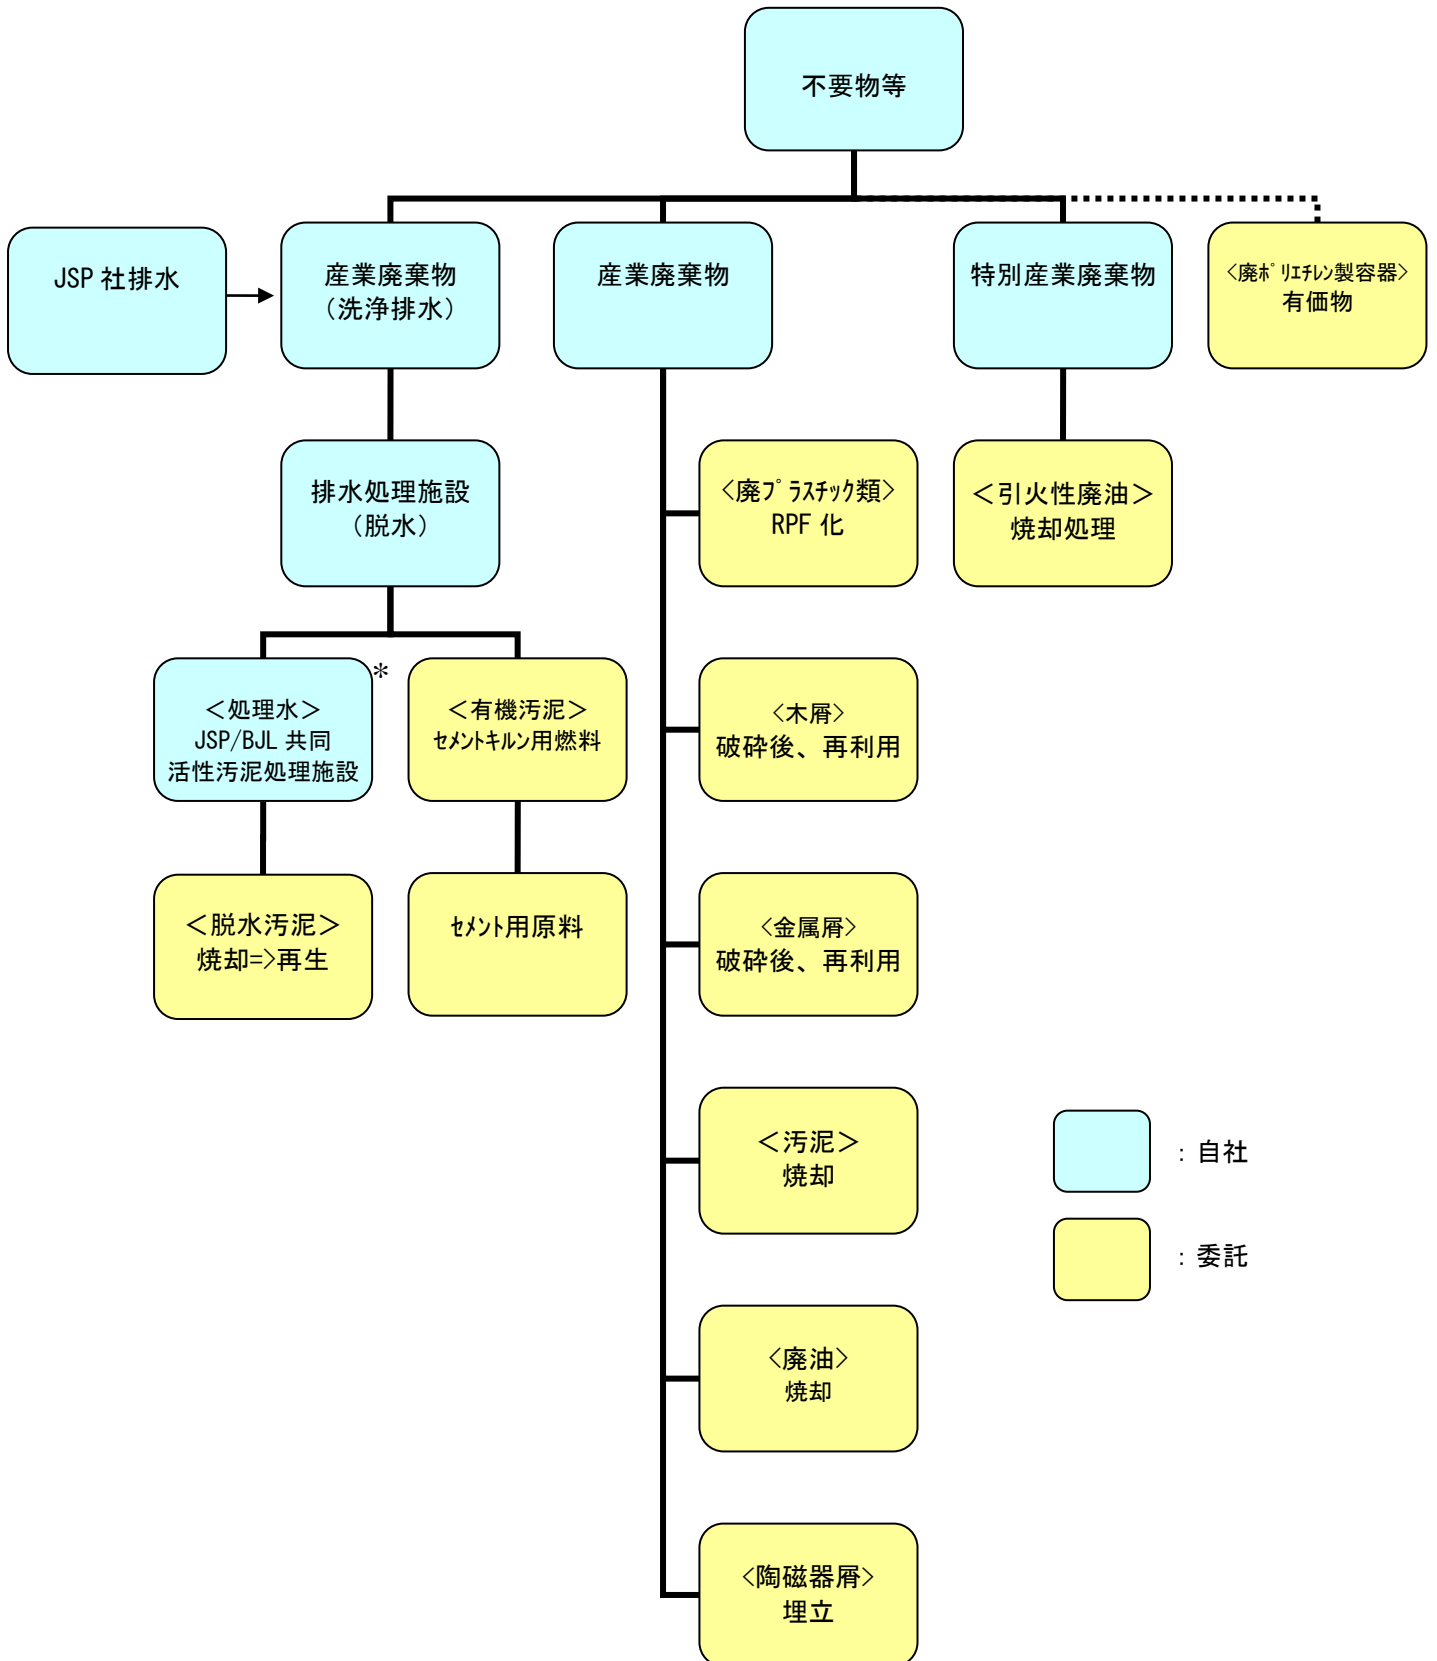 不要物等
JSP 社排水
産業廃棄物
（洗浄排水）
産業廃棄物
特別産業廃棄物
<廃ﾎﾟﾘｴﾁﾚﾝ製容器>
有価物
排水処理施設
（脱水）
<廃ﾌﾟﾗｽﾁｯｸ類>
RPF 化
＜引火性廃油＞
焼却処理
＜処理水＞
JSP/BJL 共同
活性汚泥処理施設
*
＜有機汚泥＞
ｾﾒﾝﾄｷﾙﾝ用燃料
<木屑>
破砕後、再利用
＜脱水汚泥＞
焼却=>再生
ｾﾒﾝﾄ用原料
<金属屑>
破砕後、再利用
＜汚泥＞
焼却
：自社
：委託
<廃油>
焼却
<陶磁器屑>
埋立